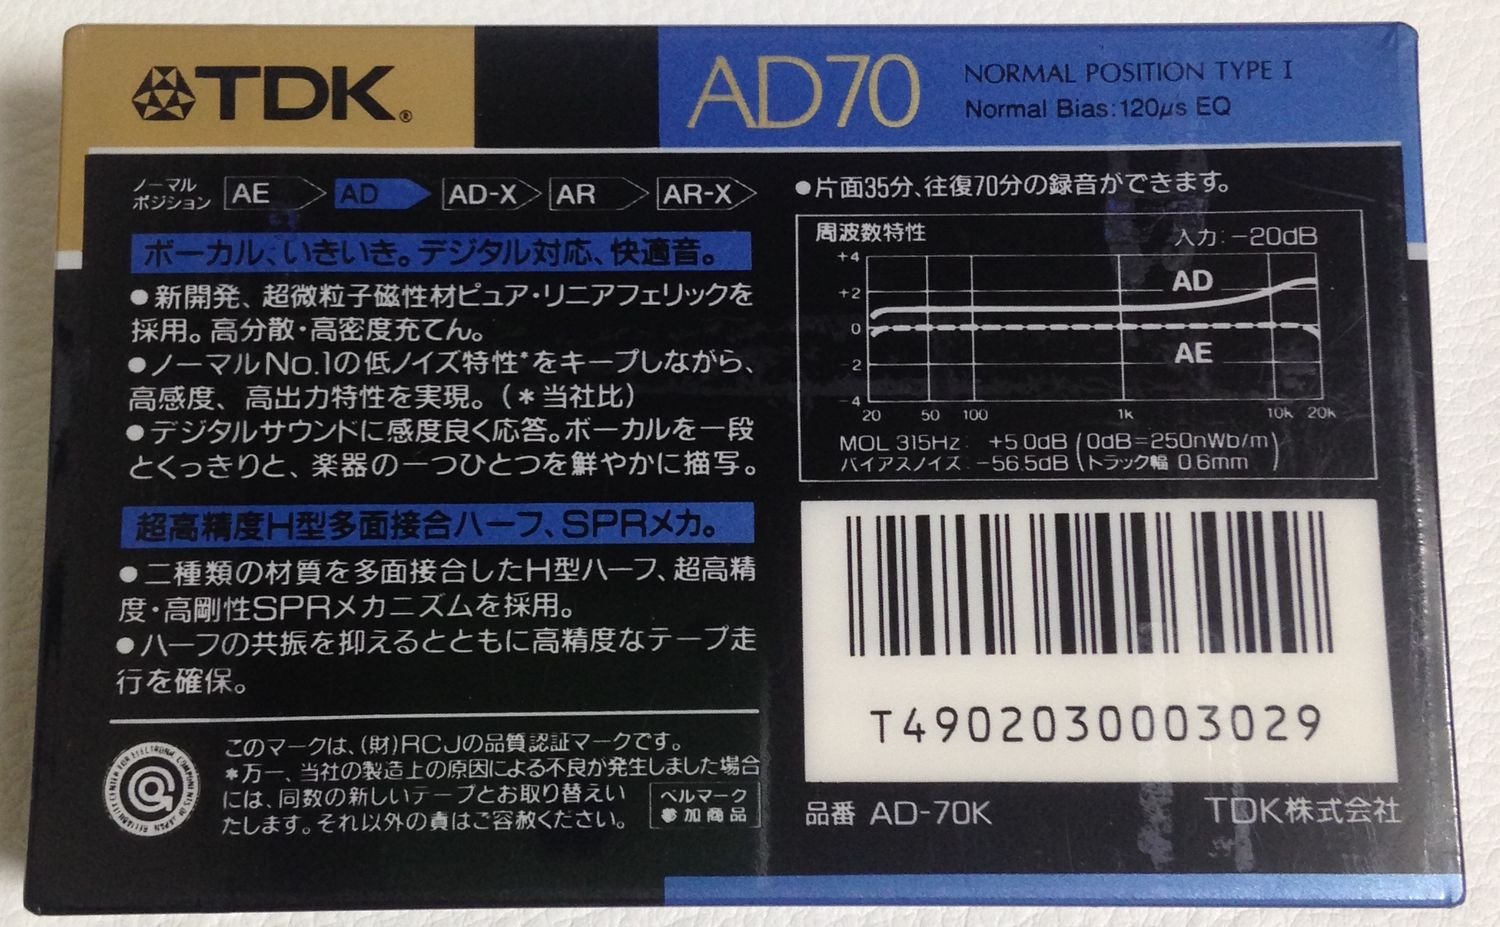 TDK®
AD70
NORMAL POSITION TYPE I
Normal Bias:120μs EQ
ノーマル
ポジション
AE
AD
AD-X
AR
AR-X
ボーカル、いきいき。デジタル対応、快適音。
●新開発、超微粒子磁性材ピュア・リニアフェリックを
採用。高分散・高密度充てん。
●ノーマルNo.1の低ノイズ特性*をキープしながら、
高感度、高出力特性を実現。(*当社比)
●デジタルサウンドに感度良く応答。ボーカルを一段
とくっきりと、楽器の一つひとつを鮮やかに描写。
超高精度H型多面接合ハーフ、SPRメカ。
●二種類の材質を多面接合したH型ハーフ、超高精
度・高剛性SPRメカニズムを採用。
●ハーフの共振を抑えるとともに高精度なテープ走
行を確保。
RELIABILITY CENTER FOR ELECTRONIC COMPONENTS OF JAPAN
このマークは、(財)RCJの品質認証マークです。
*万一、当社の製造上の原因による不良が発生しました場合
には、同数の新しいテープとお取り替えい
たします。それ以外の責はご容赦ください。
ベルマーク
参加商品
●片面35分、往復70分の録音ができます。
周波数特性
入力:-20dB
+4
+2
0
2
4
AD
AE
20 50 100 1k 10k 20k
MOL 315Hz: +5.0dB (0dB=250nWb/m
バイアスノイズ: -56.5dB トラック幅 0.6mm)
T4902030003029
品番 AD-70K
TDK株式会社